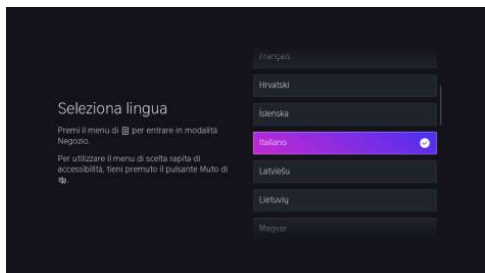 Seleziona lingua
Premi il menu di per entrare in modalità
Negozio.
Per utilizzare il menu di scelta rapida di
accessibilità, tieni premuto il pulsante Muto di
.
Français
Hrvatski
Íslenska
Italiano
Latviešu
Lietuvių
Magyar